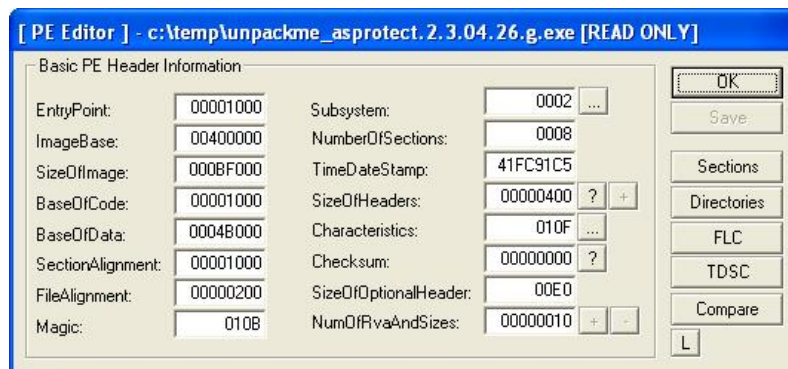 [ PE Editor ] - c:\temp\unpackme_asprotect.2.3.04.26.g.exe [READ ONLY]
Basic PE Header Information
EntryPoint: 00001000
ImageBase: 00400000
SizeOfImage: 000BF000
BaseOfCode: 00001000
BaseOfData: 0004B000
SectionAlignment: 00001000
FileAlignment: 00000200
Magic: 010B
Subsystem: 0002 ...
NumberOfSections: 0008
TimeDateStamp: 41FC91C5
SizeOfHeaders: 00000400 ? +
Characteristics: 010F ...
Checksum: 00000000 ?
SizeOfOptionalHeader: 00E0
NumOfRvaAndSizes: 00000010 + -
OK
Save
Sections
Directories
FLC
TDSC
Compare
L